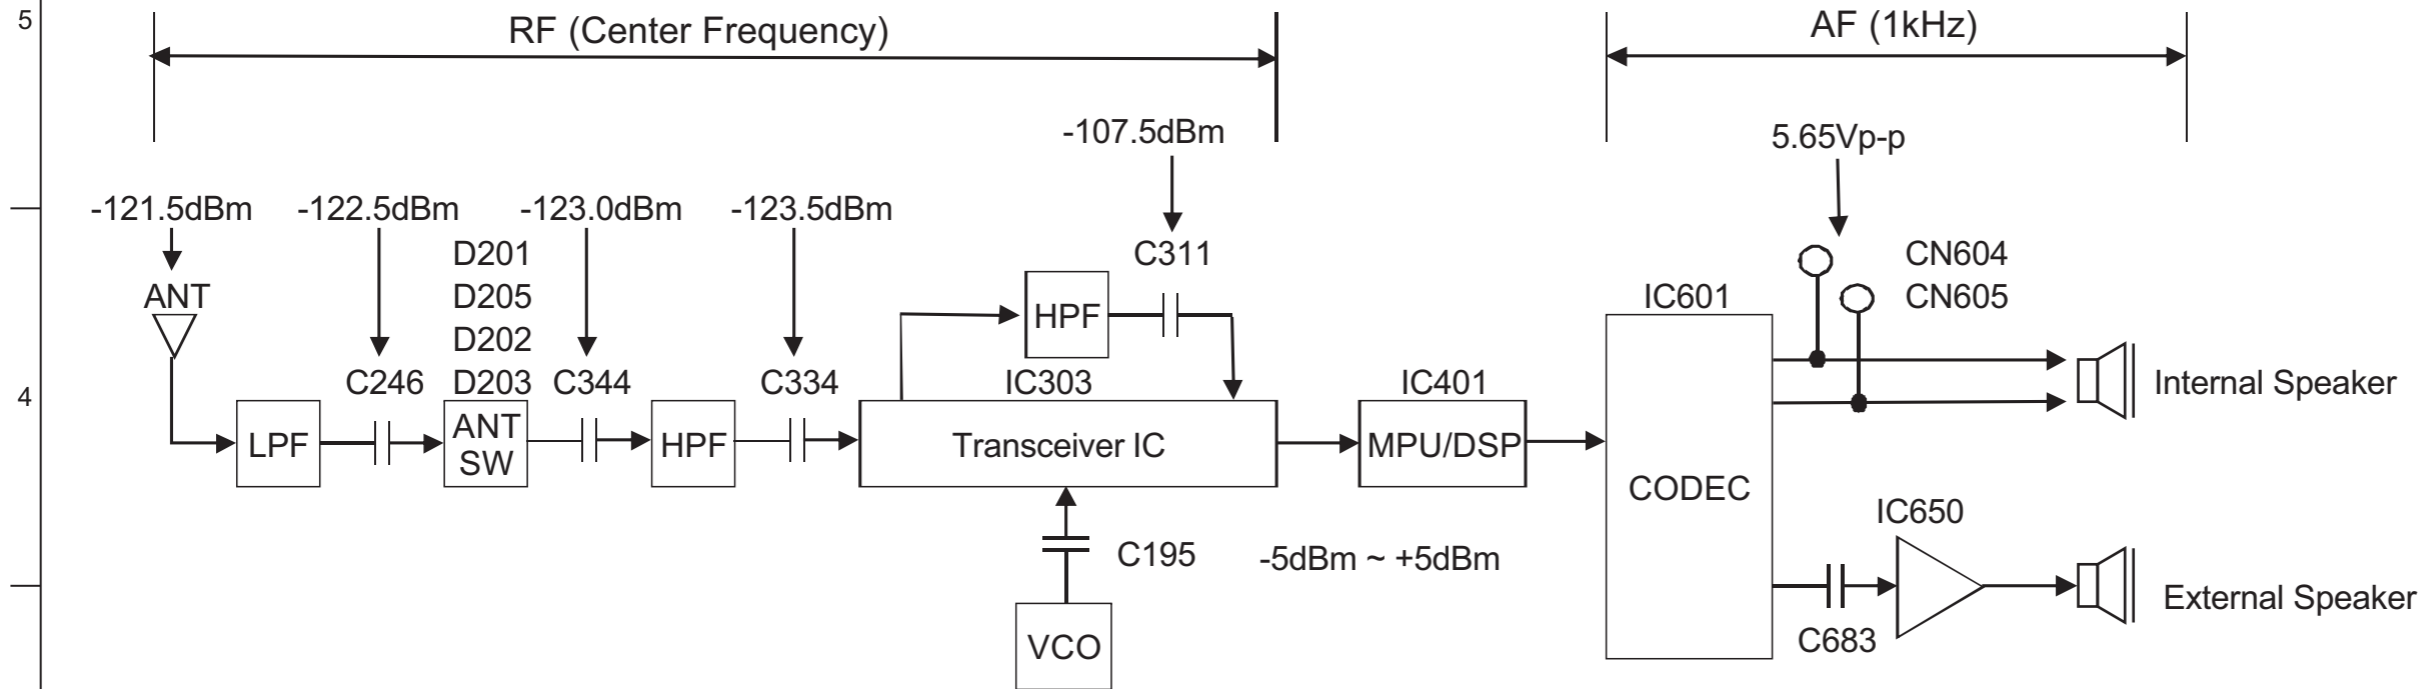 5
RF (Center Frequency)
AF (1kHz)
-107.5dBm
5.65Vp-p
-121.5dBm
-122.5dBm
-123.0dBm
-123.5dBm
D201
D205
D202
D203
C311
CN604
CN605
ANT
HPF
IC601
4
C246
C344
C334
IC303
IC401
Internal Speaker
LPF
ANT
SW
HPF
Transceiver IC
MPU/DSP
CODEC
IC650
C195
-5dBm ~ +5dBm
External Speaker
VCO
C683